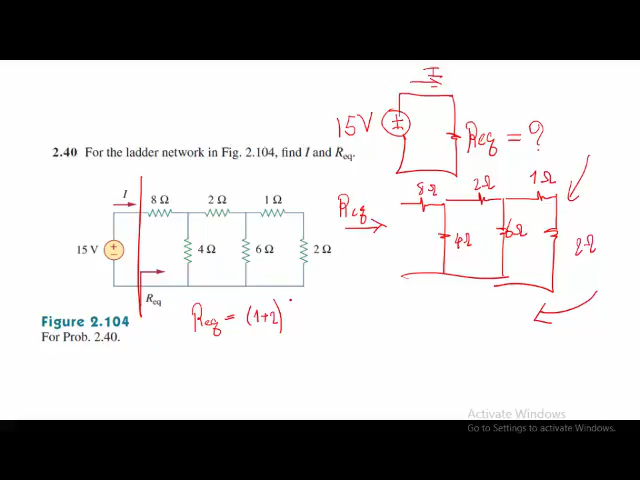 I
15V
+
Req = ?
2.40 For the ladder network in Fig. 2.104, find I and Req.
I
8 Ω
2 Ω
1 Ω
15 V
+
−
4 Ω
6 Ω
2 Ω
Req
Figure 2.104
For Prob. 2.40.
Req
8Ω
2Ω
1Ω
4Ω
6Ω
2Ω
Req = (1+2)
Activate Windows
Go to Settings to activate Windows.